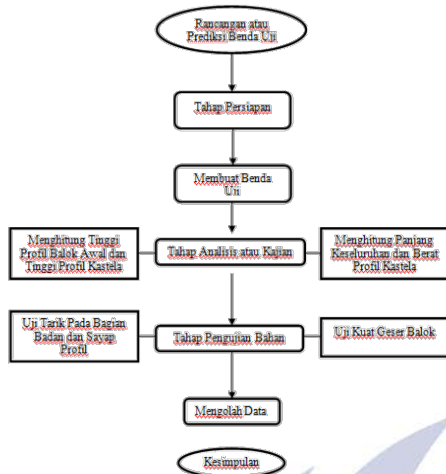 Rancangan atau
Prediksi Benda Uji
Tahap Persiapan
Membuat Benda
Uji
Menghitung Tinggi
Profil Balok Awal dan
Tinggi Profil Kastela
Tahap Analisis atau Kajian
Menghitung Panjang
Keseluruhan dan Berat
Profil Kastela
Uji Tarik Pada Bagian
Badan dan Sayap
Profil
Tahap Pengujian Bahan
Uji Kuat Geser Balok
Mengolah Data
Kesimpulan